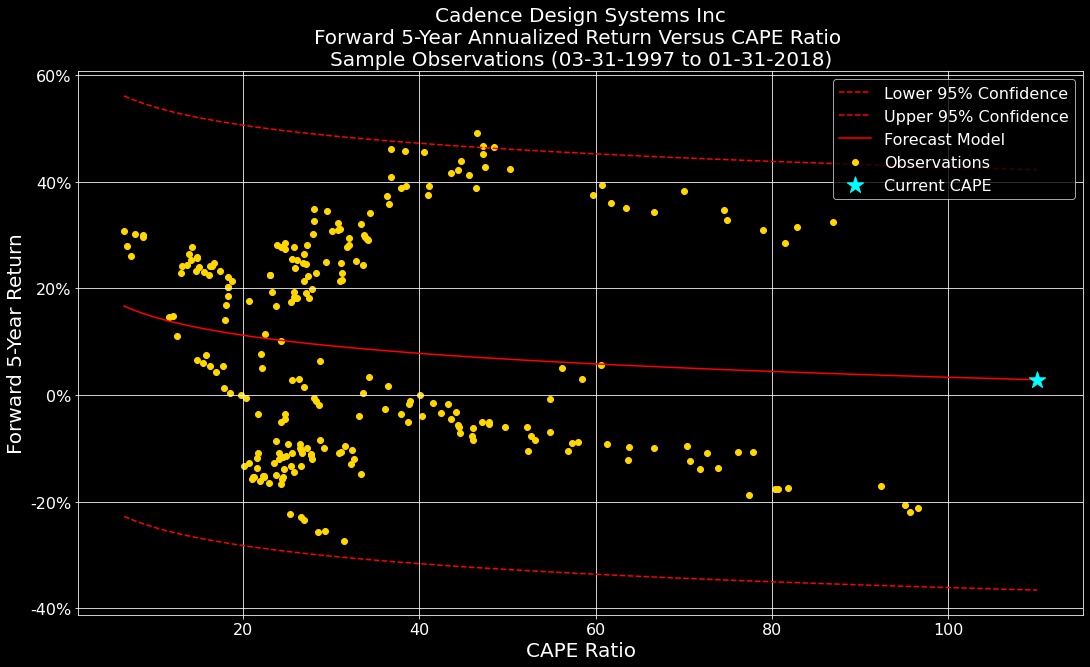 Cadence Design Systems Inc
Forward 5-Year Annualized Return Versus CAPE Ratio
Sample Observations (03-31-1997 to 01-31-2018)
Lower 95% Confidence
Upper 95% Confidence
Forecast Model
Observations
Current CAPE
Forward 5-Year Return
60%
40%
20%
0%
-20%
-40%
20
40
60
80
100
CAPE Ratio